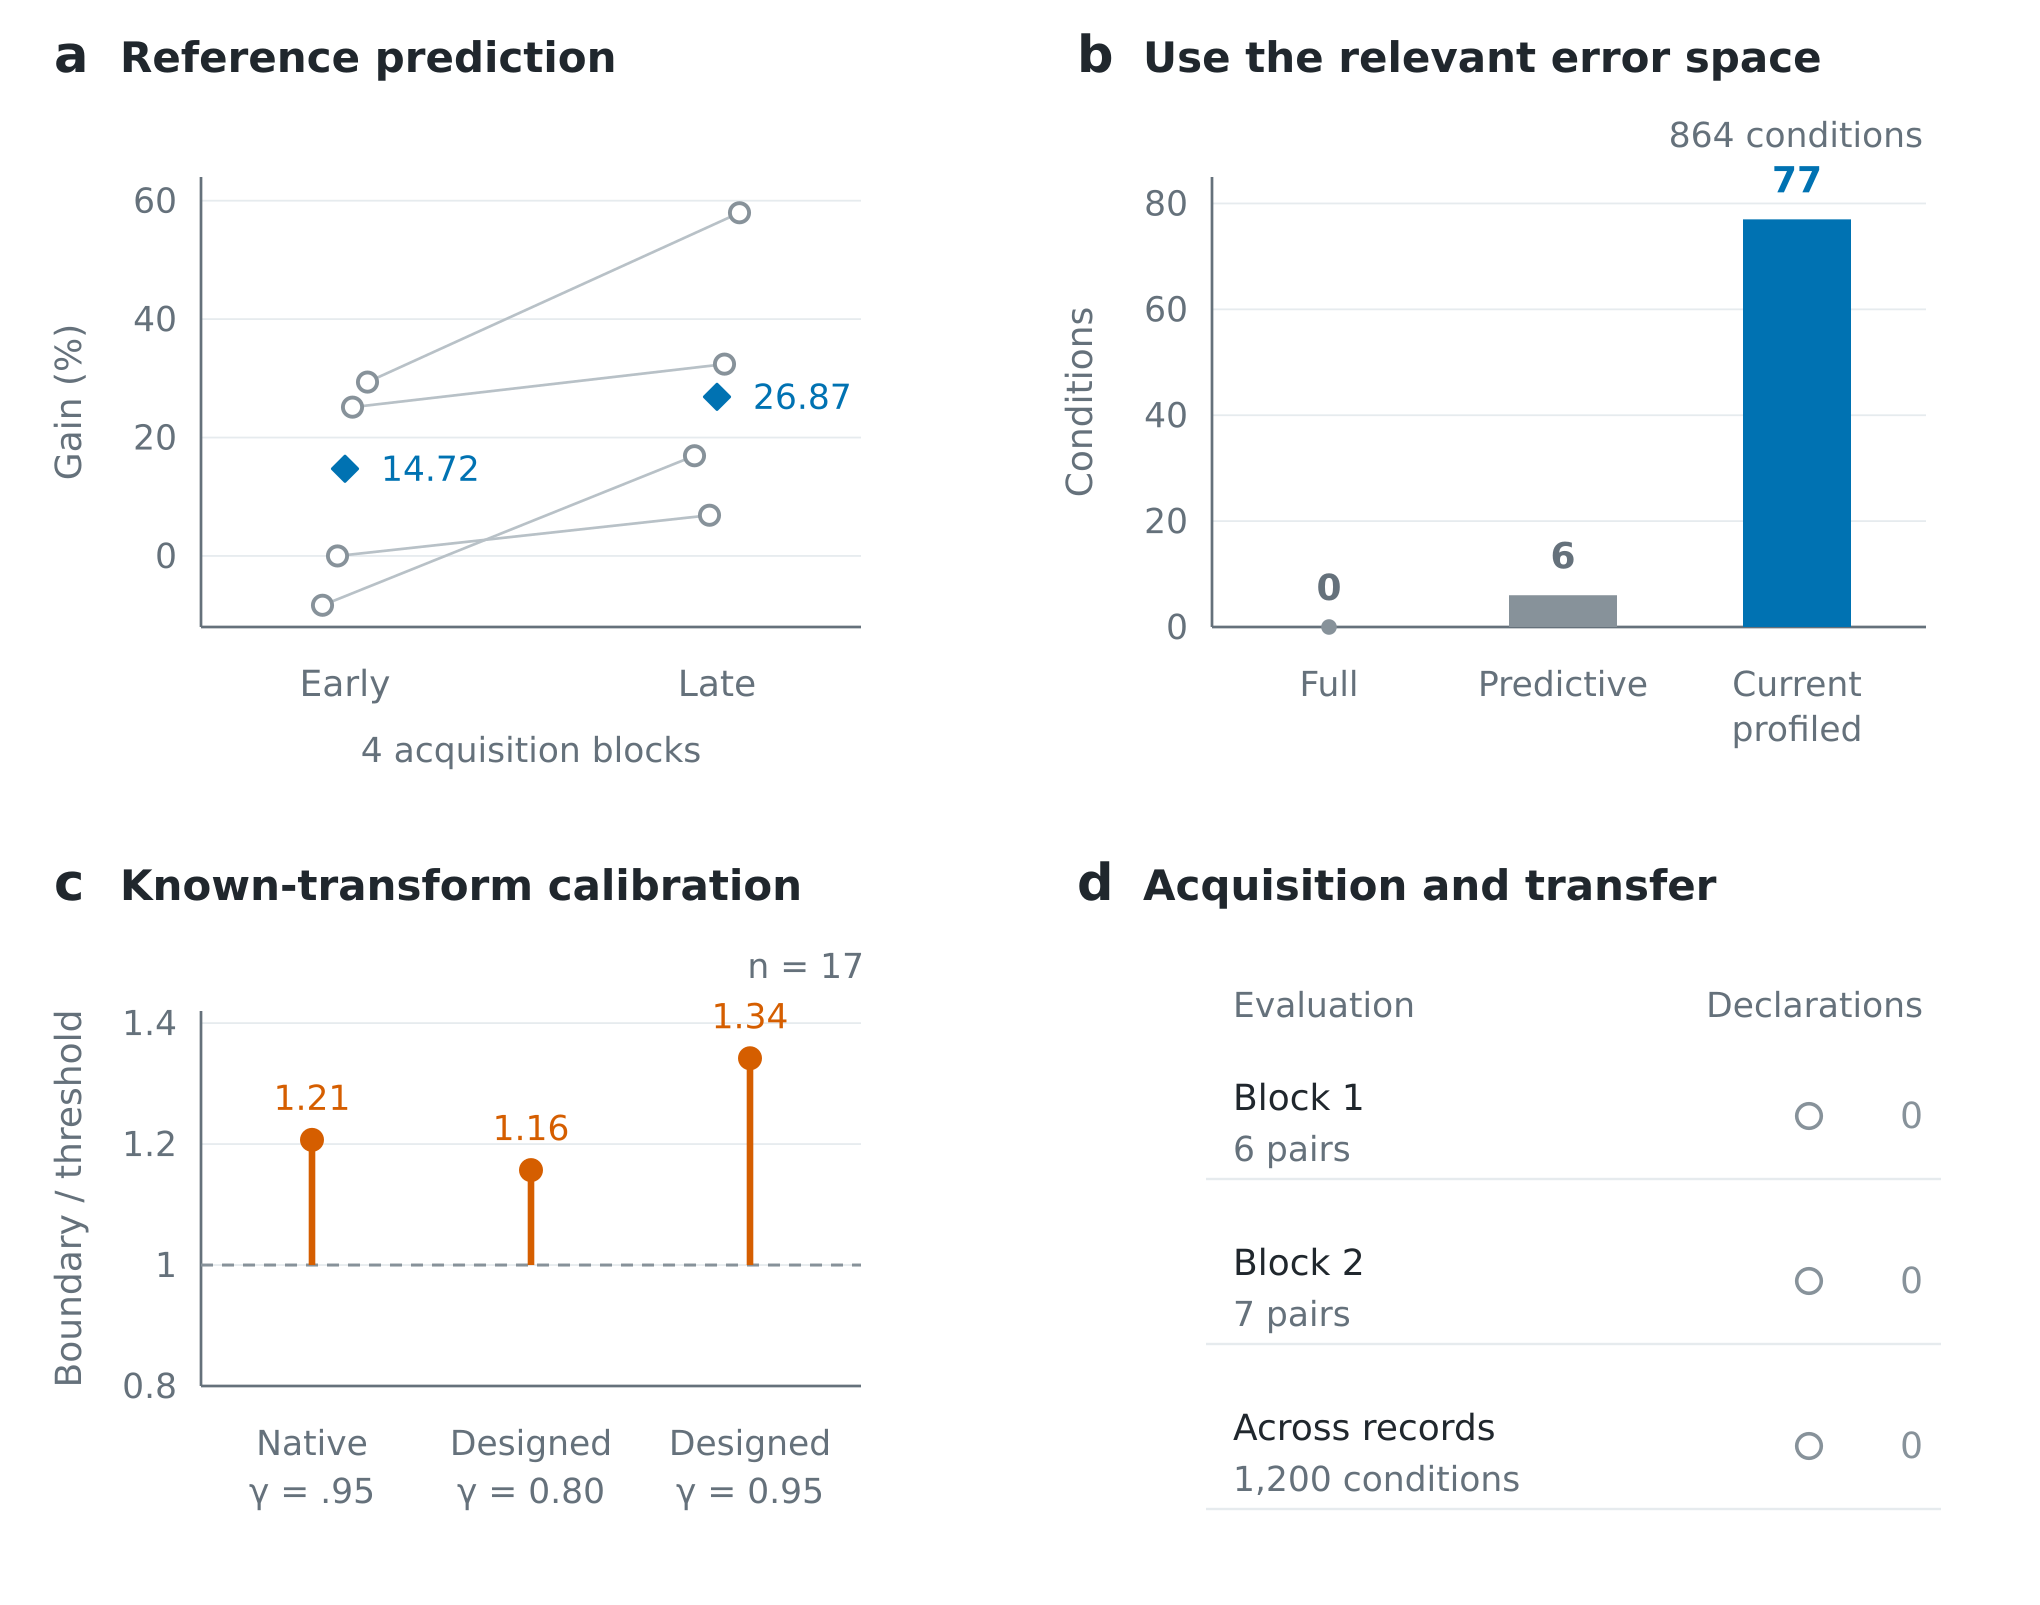 a Reference prediction
Gain (%)
60
40
20
0
14.72
26.87
Early
Late
4 acquisition blocks
b Use the relevant error space
864 conditions
Conditions
80
60
40
20
0
0
6
77
Full
Predictive
Current
profiled
c Known-transform calibration
n = 17
Boundary / threshold
1.4
1.2
1
0.8
1.21
1.16
1.34
Native
γ = .95
Designed
γ = 0.80
Designed
γ = 0.95
d Acquisition and transfer
Evaluation Declarations
Block 1
6 pairs
0
Block 2
7 pairs
0
Across records
1,200 conditions
0